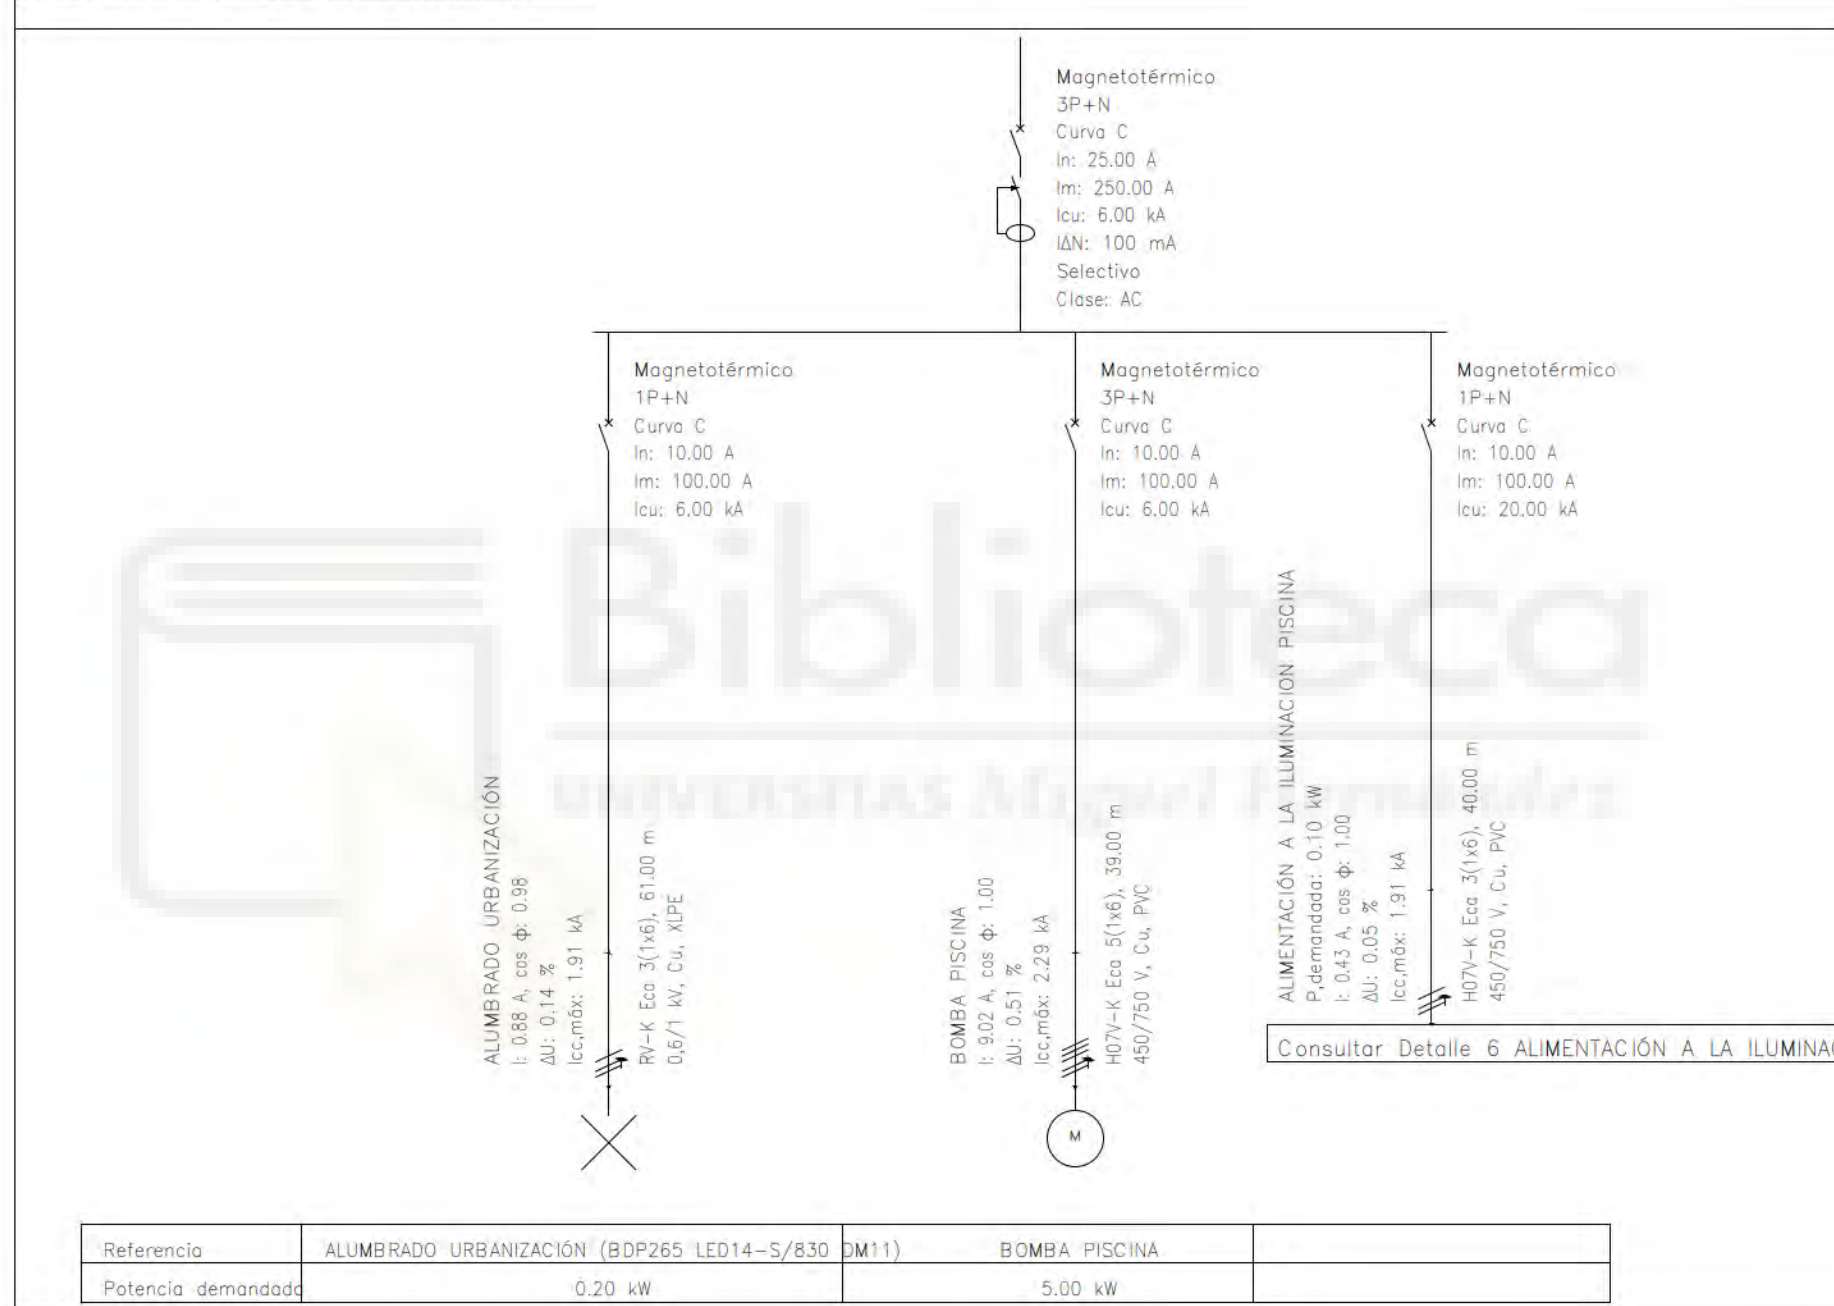 Magnetotérmico
3P+N
Curva C
In: 25.00 A
Im: 250.00 A
Icu: 6.00 kA
IΔN: 100 mA
Selectivo
Clase: AC
Magnetotérmico
1P+N
Curva C
In: 10.00 A
Im: 100.00 A
Icu: 6.00 kA
Magnetotérmico
3P+N
Curva C
In: 10.00 A
Im: 100.00 A
Icu: 6.00 kA
Magnetotérmico
1P+N
Curva C
In: 10.00 A
Im: 100.00 A
Icu: 20.00 kA
Biblioteca
UNIVERSITAS Miguel Hernández
ALUMBRADO URBANIZACIÓN
I: 0.88 A, cos φ: 0.98
ΔU: 0.14 %
Icc,máx: 1.91 kA
RV-K Eca 3(1x6), 61.00 m
0,6/1 kV, Cu, XLPE
BOMBA PISCINA
I: 9.02 A, cos φ: 1.00
ΔU: 0.51 %
Icc,máx: 2.29 kA
H07V-K Eca 5(1x6), 39.00 m
450/750 V, Cu, PVC
ALIMENTACIÓN A LA ILUMINACION PISCINA
P,demandada: 0.10 kW
I: 0.43 A, cos φ: 1.00
ΔU: 0.05 %
Icc,máx: 1.91 kA
H07V-K Eca 3(1x6), 40.00 m
450/750 V, Cu, PVC
M
Consultar Detalle 6 ALIMENTACIÓN A LA ILUMINA
Referencia ALUMBRADO URBANIZACIÓN (BDP265 LED14-S/830 DM11) BOMBA PISCINA
Potencia demandada 0.20 kW 5.00 kW